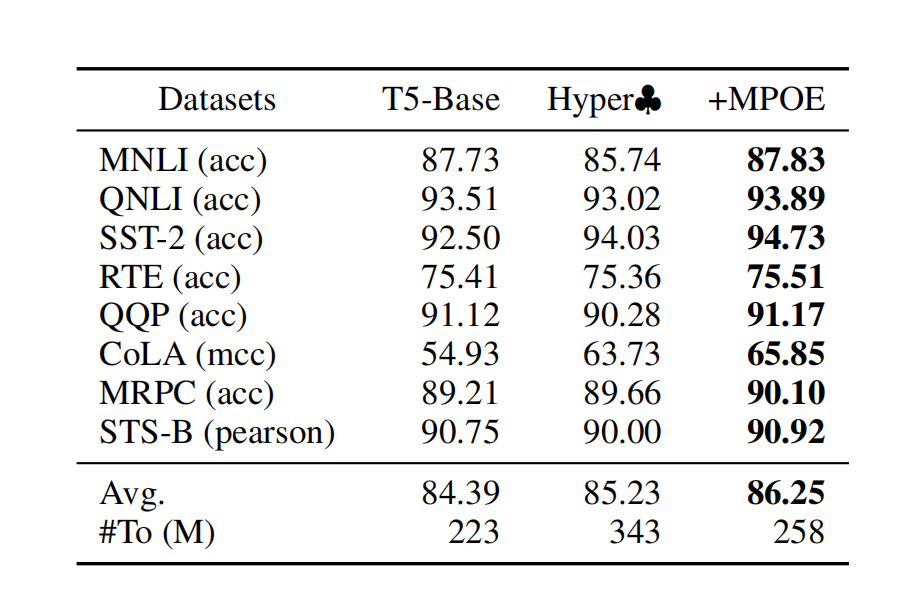 Datasets T5-Base Hyper♣ +MPOE
MNLI (acc) 87.73 85.74 87.83
QNLI (acc) 93.51 93.02 93.89
SST-2 (acc) 92.50 94.03 94.73
RTE (acc) 75.41 75.36 75.51
QQP (acc) 91.12 90.28 91.17
CoLA (mcc) 54.93 63.73 65.85
MRPC (acc) 89.21 89.66 90.10
STS-B (pearson) 90.75 90.00 90.92
Avg. 84.39 85.23 86.25
#To (M) 223 343 258